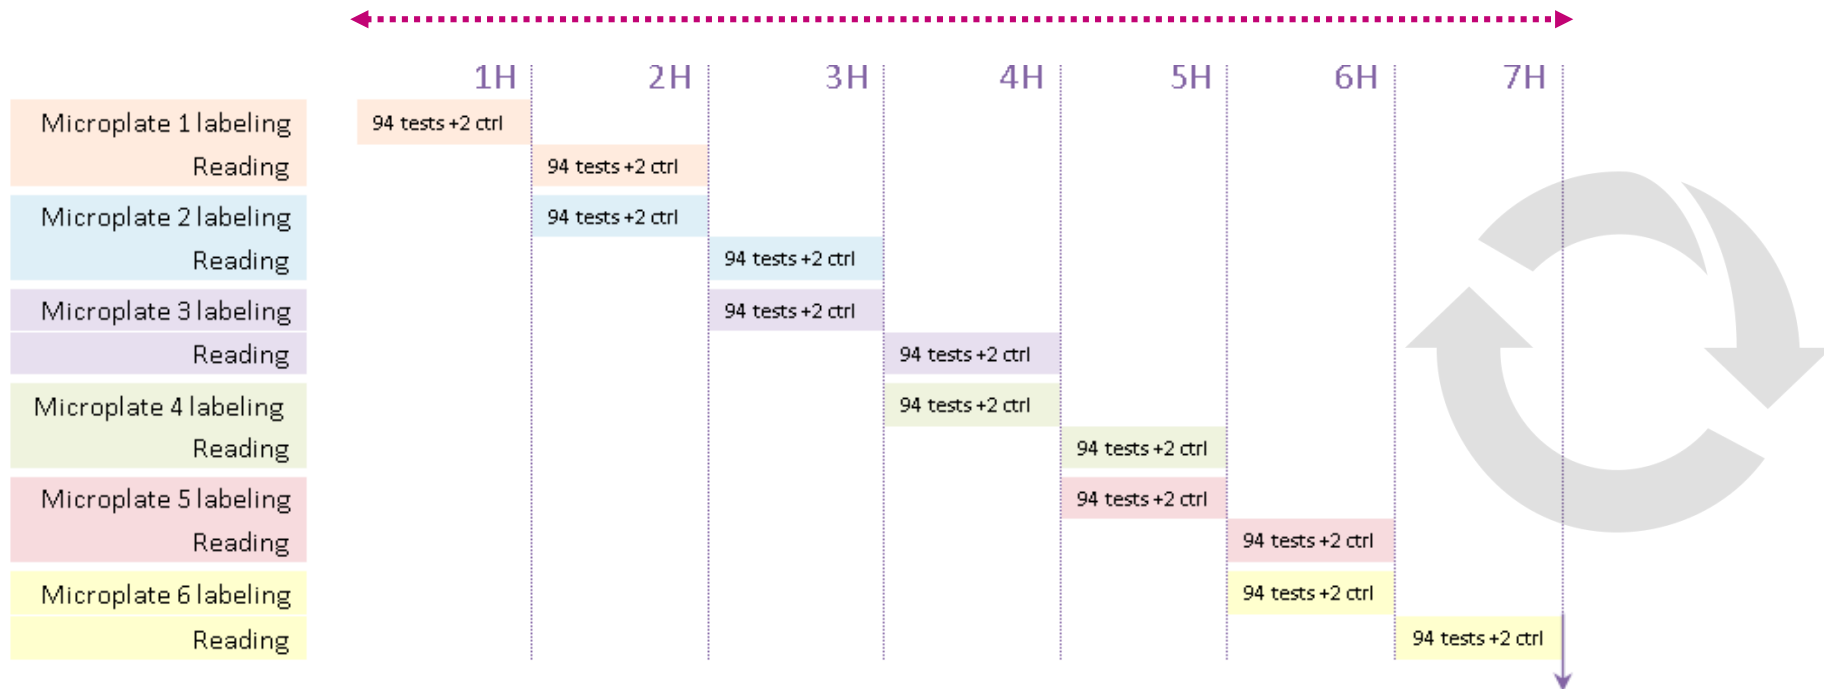 1H 2H 3H 4H 5H 6H 7H
Microplate 1 labeling 94 tests +2 ctrl
Reading 94 tests +2 ctrl
Microplate 2 labeling 94 tests +2 ctrl
Reading 94 tests +2 ctrl
Microplate 3 labeling 94 tests +2 ctrl
Reading 94 tests +2 ctrl
Microplate 4 labeling 94 tests +2 ctrl
Reading 94 tests +2 ctrl
Microplate 5 labeling 94 tests +2 ctrl
Reading 94 tests +2 ctrl
Microplate 6 labeling 94 tests +2 ctrl
Reading 94 tests +2 ctrl